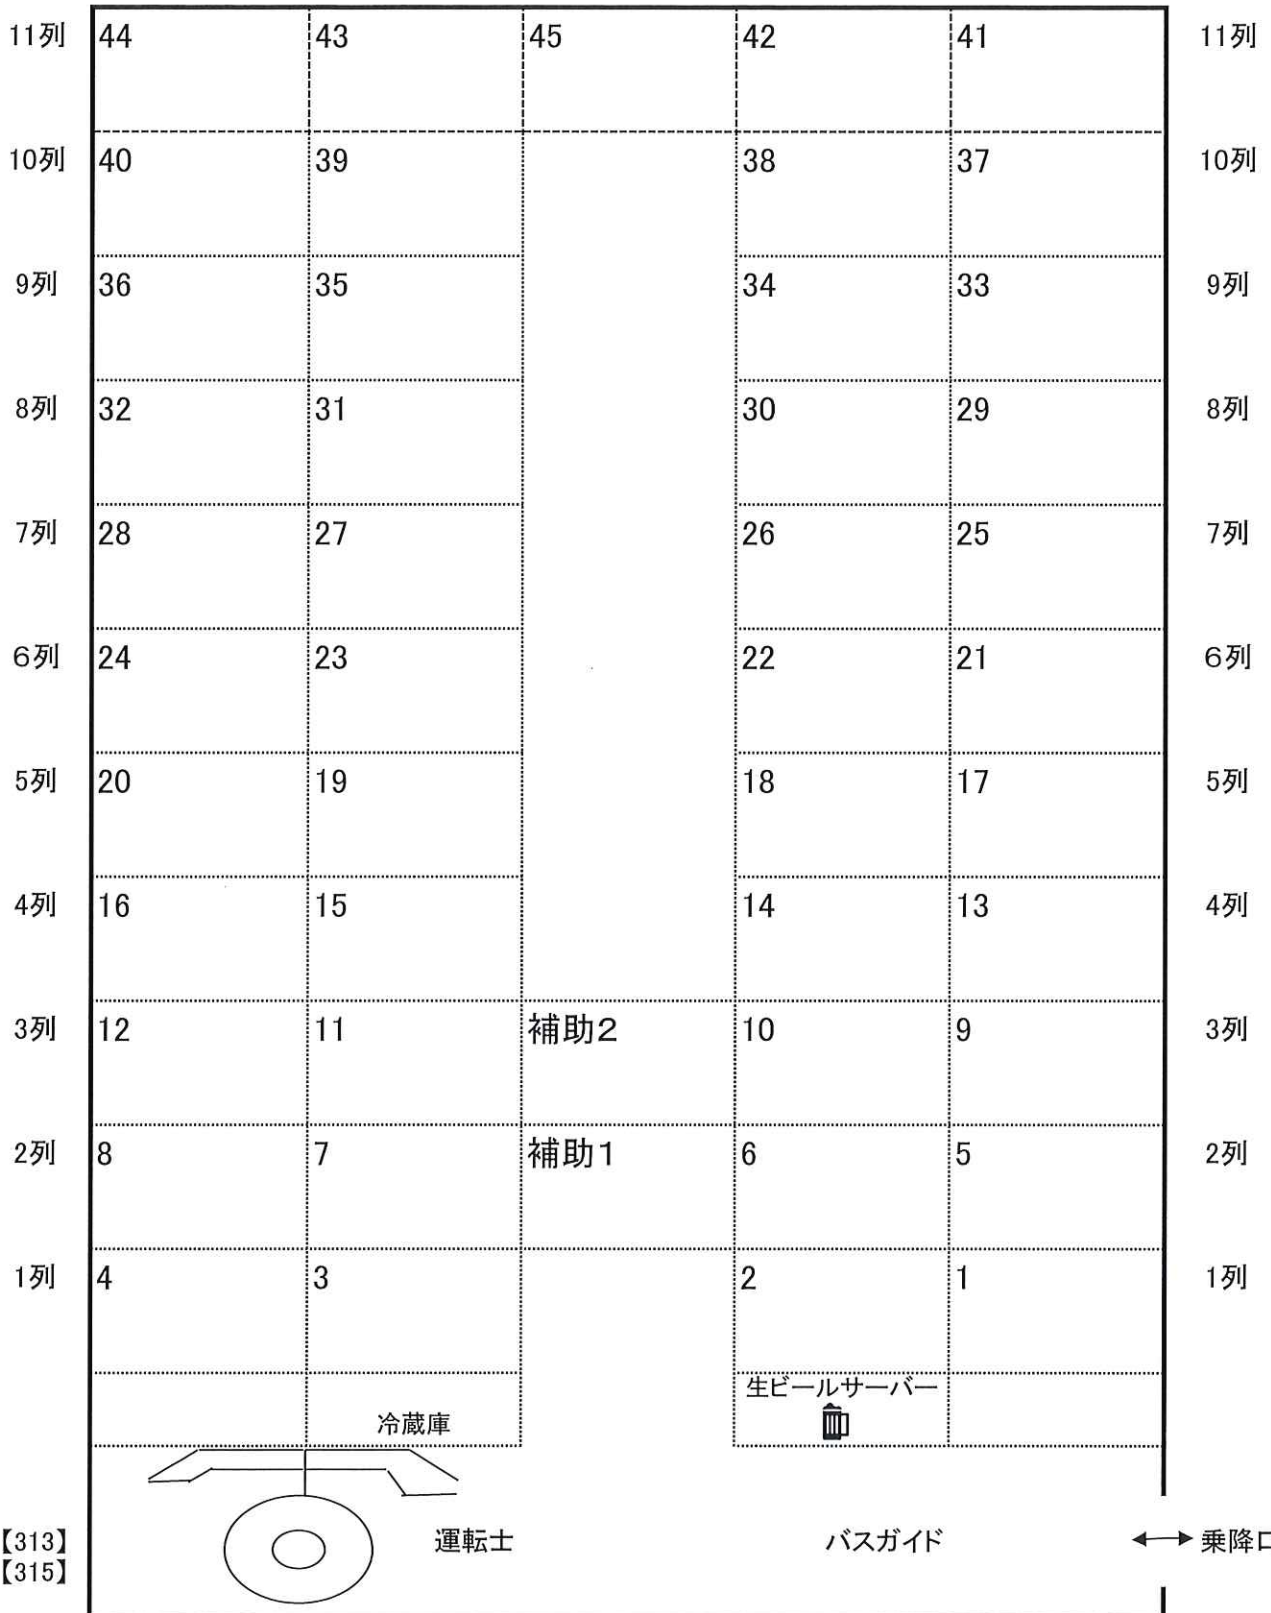 11列 44 43 45 42 41 11列
10列 40 39 38 37 10列
9列 36 35 34 33 9列
8列 32 31 30 29 8列
7列 28 27 26 25 7列
６列 24 23 22 21 ６列
5列 20 19 18 17 5列
4列 16 15 14 13 4列
3列 12 11 補助２ 10 9 3列
2列 8 7 補助１ 6 5 2列
1列 4 3 2 1 1列
生ビールサーバー
冷蔵庫
【313】 運転士 バスガイド 乗降口
【315】